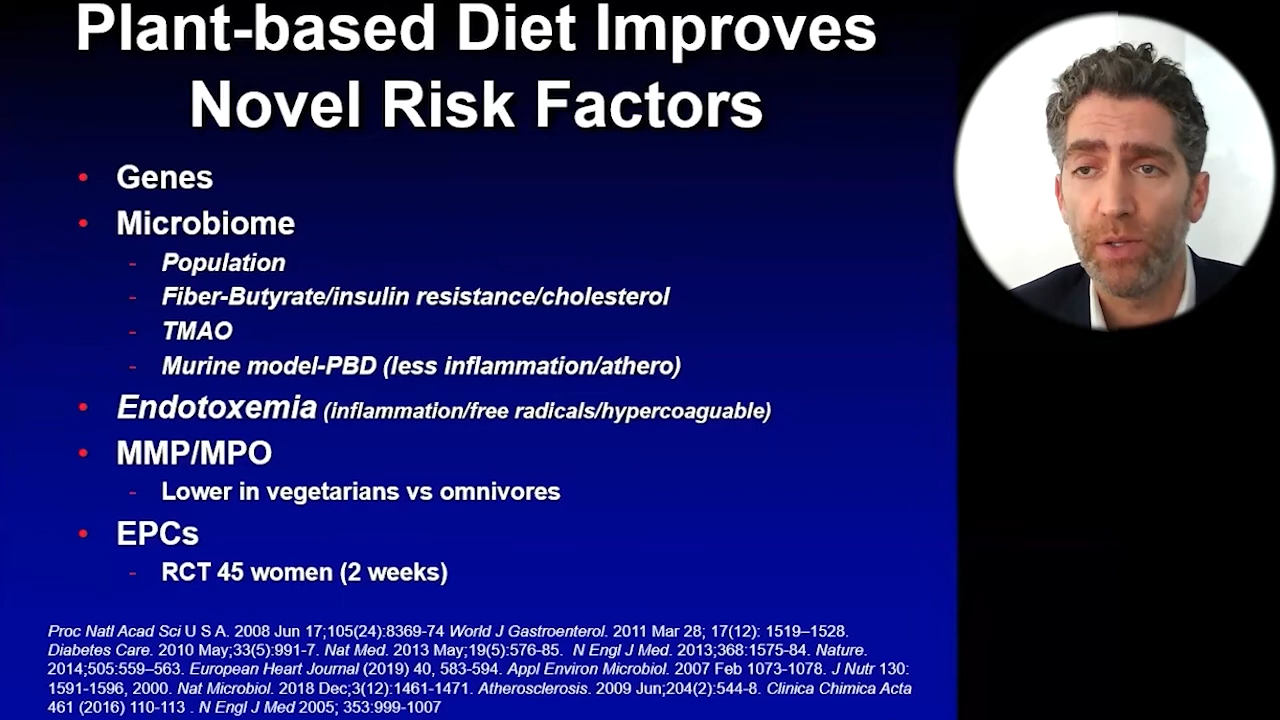 Plant-based Diet Improves
Novel Risk Factors
• Genes
• Microbiome
- Population
- Fiber-Butyrate/insulin resistance/cholesterol
- TMAO
- Murine model-PBD (less inflammation/athero)
• Endotoxemia (inflammation/free radicals/hypercoaguable)
• MMP/MPO
- Lower in vegetarians vs omnivores
• EPCs
- RCT 45 women (2 weeks)
Proc Natl Acad Sci U S A. 2008 Jun 17;105(24):8369-74 World J Gastroenterol. 2011 Mar 28; 17(12): 1519–1528.
Diabetes Care. 2010 May;33(5):991-7. Nat Med. 2013 May;19(5):576-85. N Engl J Med. 2013;368:1575-84. Nature.
2014;505:559–563. European Heart Journal (2019) 40, 583-594. Appl Environ Microbiol. 2007 Feb 1073-1078. J Nutr 130:
1591-1596, 2000. Nat Microbiol. 2018 Dec;3(12):1461-1471. Atherosclerosis. 2009 Jun;204(2):544-8. Clinica Chimica Acta
461 (2016) 110-113 . N Engl J Med 2005; 353:999-1007